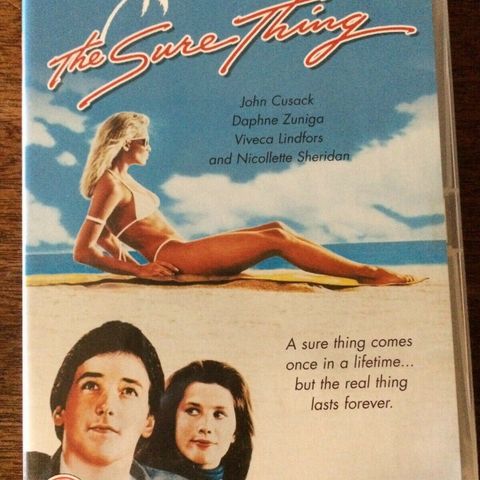 The Sure Thing
John Cusack
Daphne Zuniga
Viveca Lindfors
and Nicollette Sheridan
A sure thing comes
once in a lifetime...
but the real thing
lasts forever.